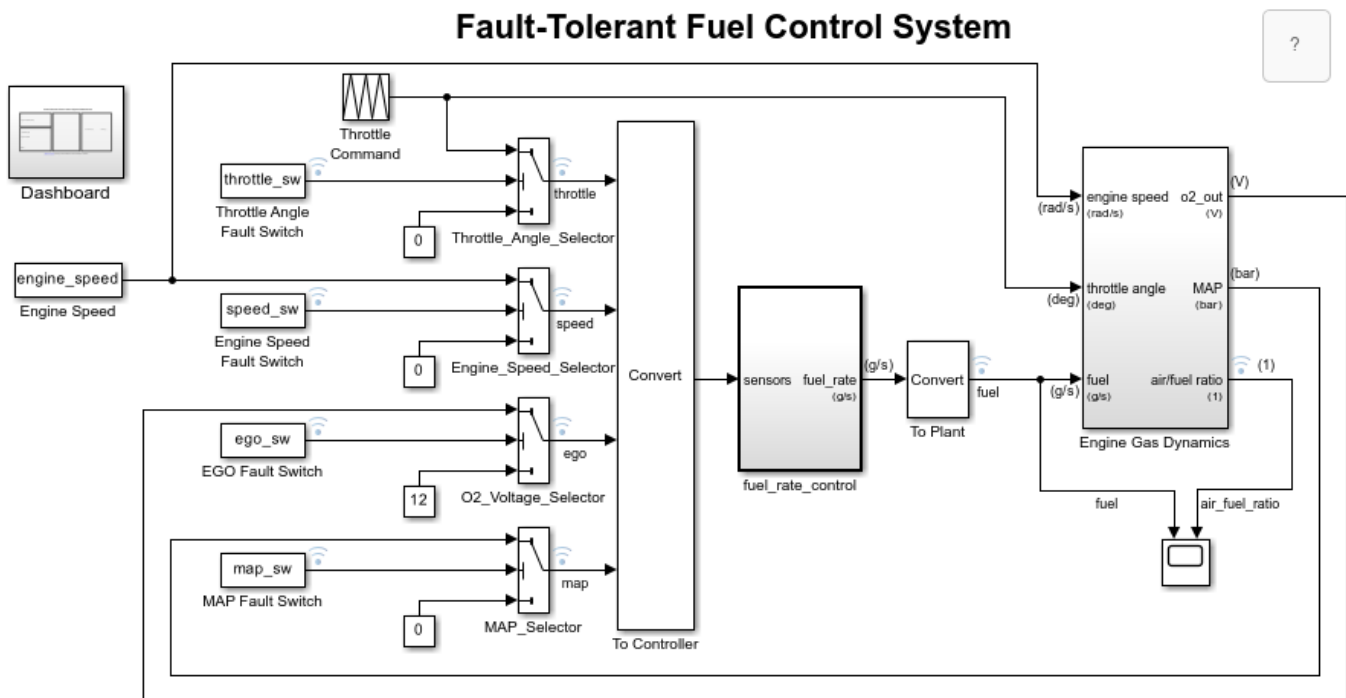 Fault-Tolerant Fuel Control System
?
Dashboard
Throttle
Command
throttle_sw
Throttle Angle
Fault Switch
0
throttle
Throttle_Angle_Selector
engine_speed
Engine Speed
speed_sw
Engine Speed
Fault Switch
0
speed
Engine_Speed_Selector
ego_sw
EGO Fault Switch
12
ego
O2_Voltage_Selector
map_sw
MAP Fault Switch
0
map
MAP_Selector
Convert
To Controller
sensors
fuel_rate
(g/s)
fuel_rate_control
(g/s)
Convert
To Plant
fuel
(rad/s)
(deg)
(g/s)
engine speed
(rad/s)
throttle angle
(deg)
fuel
(g/s)
o2_out
(V)
MAP
(bar)
air/fuel ratio
(1)
Engine Gas Dynamics
(V)
(bar)
(1)
fuel
air_fuel_ratio